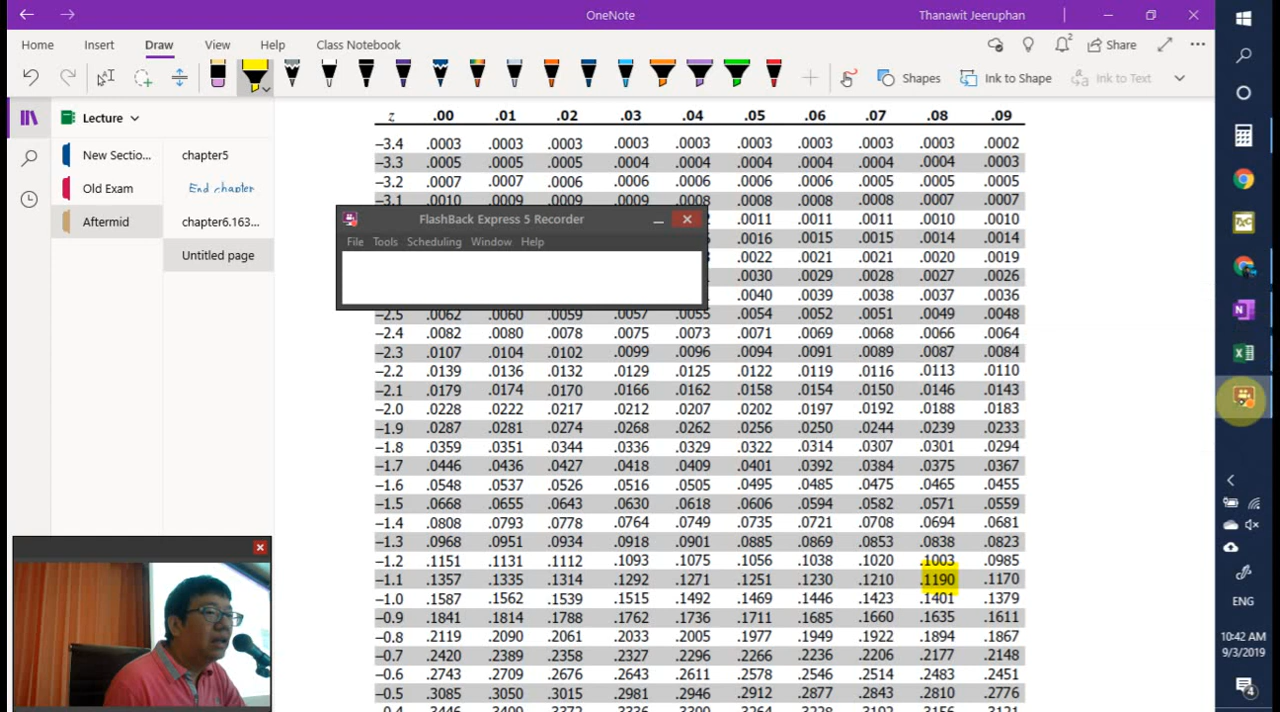 OneNote
Thanawit Jeeruphan
Home Insert Draw View Help Class Notebook
2
Share
Shapes
Ink to Shape
Ink to Text
Lecture
New Sectio...
Old Exam
Aftermid
chapter5
End chapter
chapter6.163...
Untitled page
z .00 .01 .02 .03 .04 .05 .06 .07 .08 .09
−3.4 .0003 .0003 .0003 .0003 .0003 .0003 .0003 .0003 .0003 .0002
−3.3 .0005 .0005 .0005 .0004 .0004 .0004 .0004 .0004 .0004 .0003
−3.2 .0007 .0007 .0006 .0006 .0006 .0006 .0006 .0005 .0005 .0005
−3.1 .0010 .0009 .0009 .0009 .0008 .0008 .0008 .0008 .0007 .0007
.0011 .0011 .0011 .0010 .0010
.0016 .0015 .0015 .0014 .0014
.0022 .0021 .0021 .0020 .0019
.0030 .0029 .0028 .0027 .0026
.0040 .0039 .0038 .0037 .0036
FlashBack Express 5 Recorder
File Tools Scheduling Window Help
−2.5 .0062 .0060 .0059 .0057 .0055 .0054 .0052 .0051 .0049 .0048
−2.4 .0082 .0080 .0078 .0075 .0073 .0071 .0069 .0068 .0066 .0064
−2.3 .0107 .0104 .0102 .0099 .0096 .0094 .0091 .0089 .0087 .0084
−2.2 .0139 .0136 .0132 .0129 .0125 .0122 .0119 .0116 .0113 .0110
−2.1 .0179 .0174 .0170 .0166 .0162 .0158 .0154 .0150 .0146 .0143
−2.0 .0228 .0222 .0217 .0212 .0207 .0202 .0197 .0192 .0188 .0183
−1.9 .0287 .0281 .0274 .0268 .0262 .0256 .0250 .0244 .0239 .0233
−1.8 .0359 .0351 .0344 .0336 .0329 .0322 .0314 .0307 .0301 .0294
−1.7 .0446 .0436 .0427 .0418 .0409 .0401 .0392 .0384 .0375 .0367
−1.6 .0548 .0537 .0526 .0516 .0505 .0495 .0485 .0475 .0465 .0455
−1.5 .0668 .0655 .0643 .0630 .0618 .0606 .0594 .0582 .0571 .0559
−1.4 .0808 .0793 .0778 .0764 .0749 .0735 .0721 .0708 .0694 .0681
−1.3 .0968 .0951 .0934 .0918 .0901 .0885 .0869 .0853 .0838 .0823
−1.2 .1151 .1131 .1112 .1093 .1075 .1056 .1038 .1020 .1003 .0985
−1.1 .1357 .1335 .1314 .1292 .1271 .1251 .1230 .1210 .1190 .1170
−1.0 .1587 .1562 .1539 .1515 .1492 .1469 .1446 .1423 .1401 .1379
−0.9 .1841 .1814 .1788 .1762 .1736 .1711 .1685 .1660 .1635 .1611
−0.8 .2119 .2090 .2061 .2033 .2005 .1977 .1949 .1922 .1894 .1867
−0.7 .2420 .2389 .2358 .2327 .2296 .2266 .2236 .2206 .2177 .2148
−0.6 .2743 .2709 .2676 .2643 .2611 .2578 .2546 .2514 .2483 .2451
−0.5 .3085 .3050 .3015 .2981 .2946 .2912 .2877 .2843 .2810 .2776
ENG
10:42 AM
9/3/2019
4